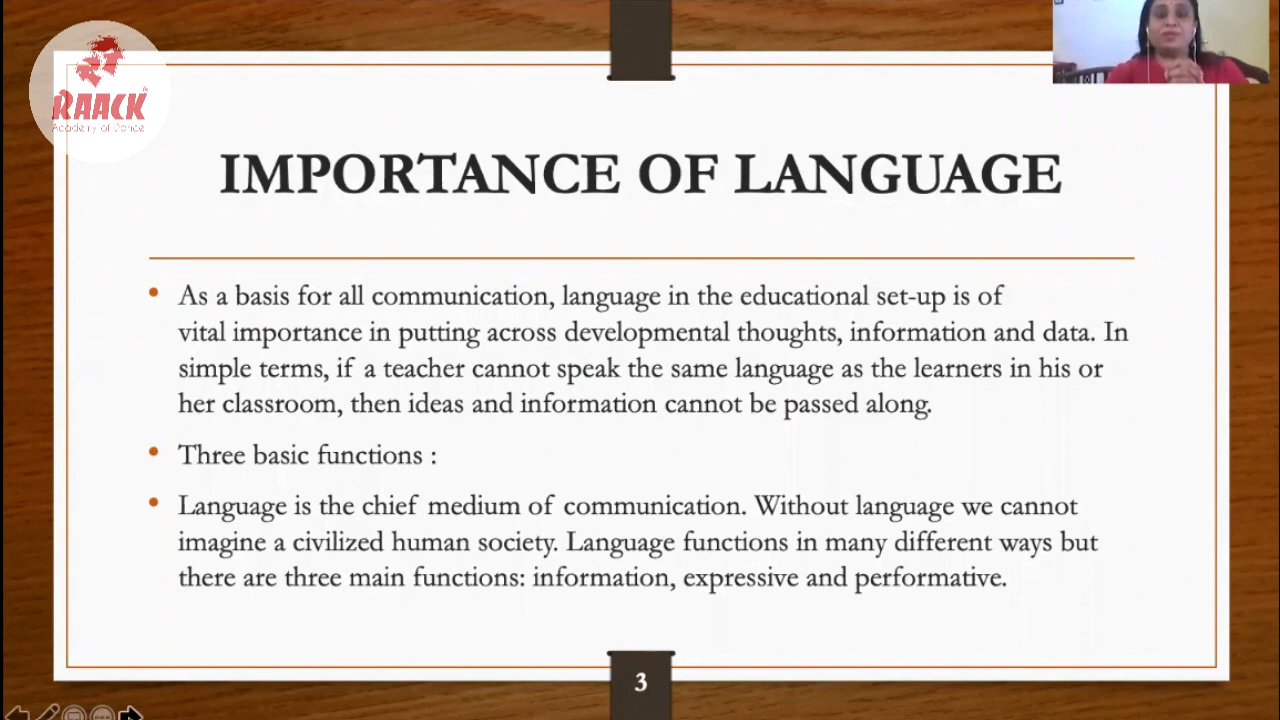 RAACK
Academy of Dance
IMPORTANCE OF LANGUAGE
• As a basis for all communication, language in the educational set-up is of
vital importance in putting across developmental thoughts, information and data. In
simple terms, if a teacher cannot speak the same language as the learners in his or
her classroom, then ideas and information cannot be passed along.
• Three basic functions :
• Language is the chief medium of communication. Without language we cannot
imagine a civilized human society. Language functions in many different ways but
there are three main functions: information, expressive and performative.
3